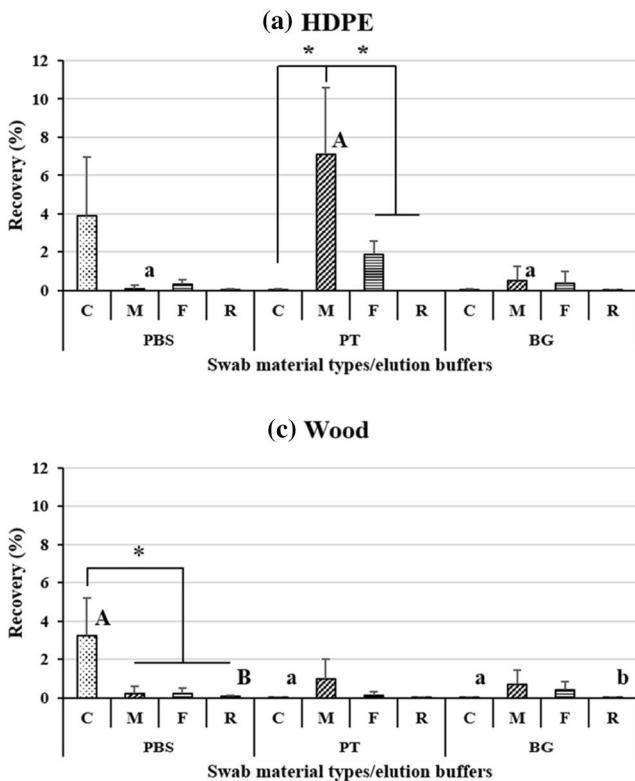 (a) HDPE
* *
12
10
8
6
4
2
0
Recovery (%)
A
a a
C M F R C M F R C M F R
PBS PT BG
Swab material types/elution buffers
(c) Wood
12
10
8
6
4
2
0
Recovery (%)
*
A
B a a b
C M F R C M F R C M F R
PBS PT BG
Swab material types/elution buffers